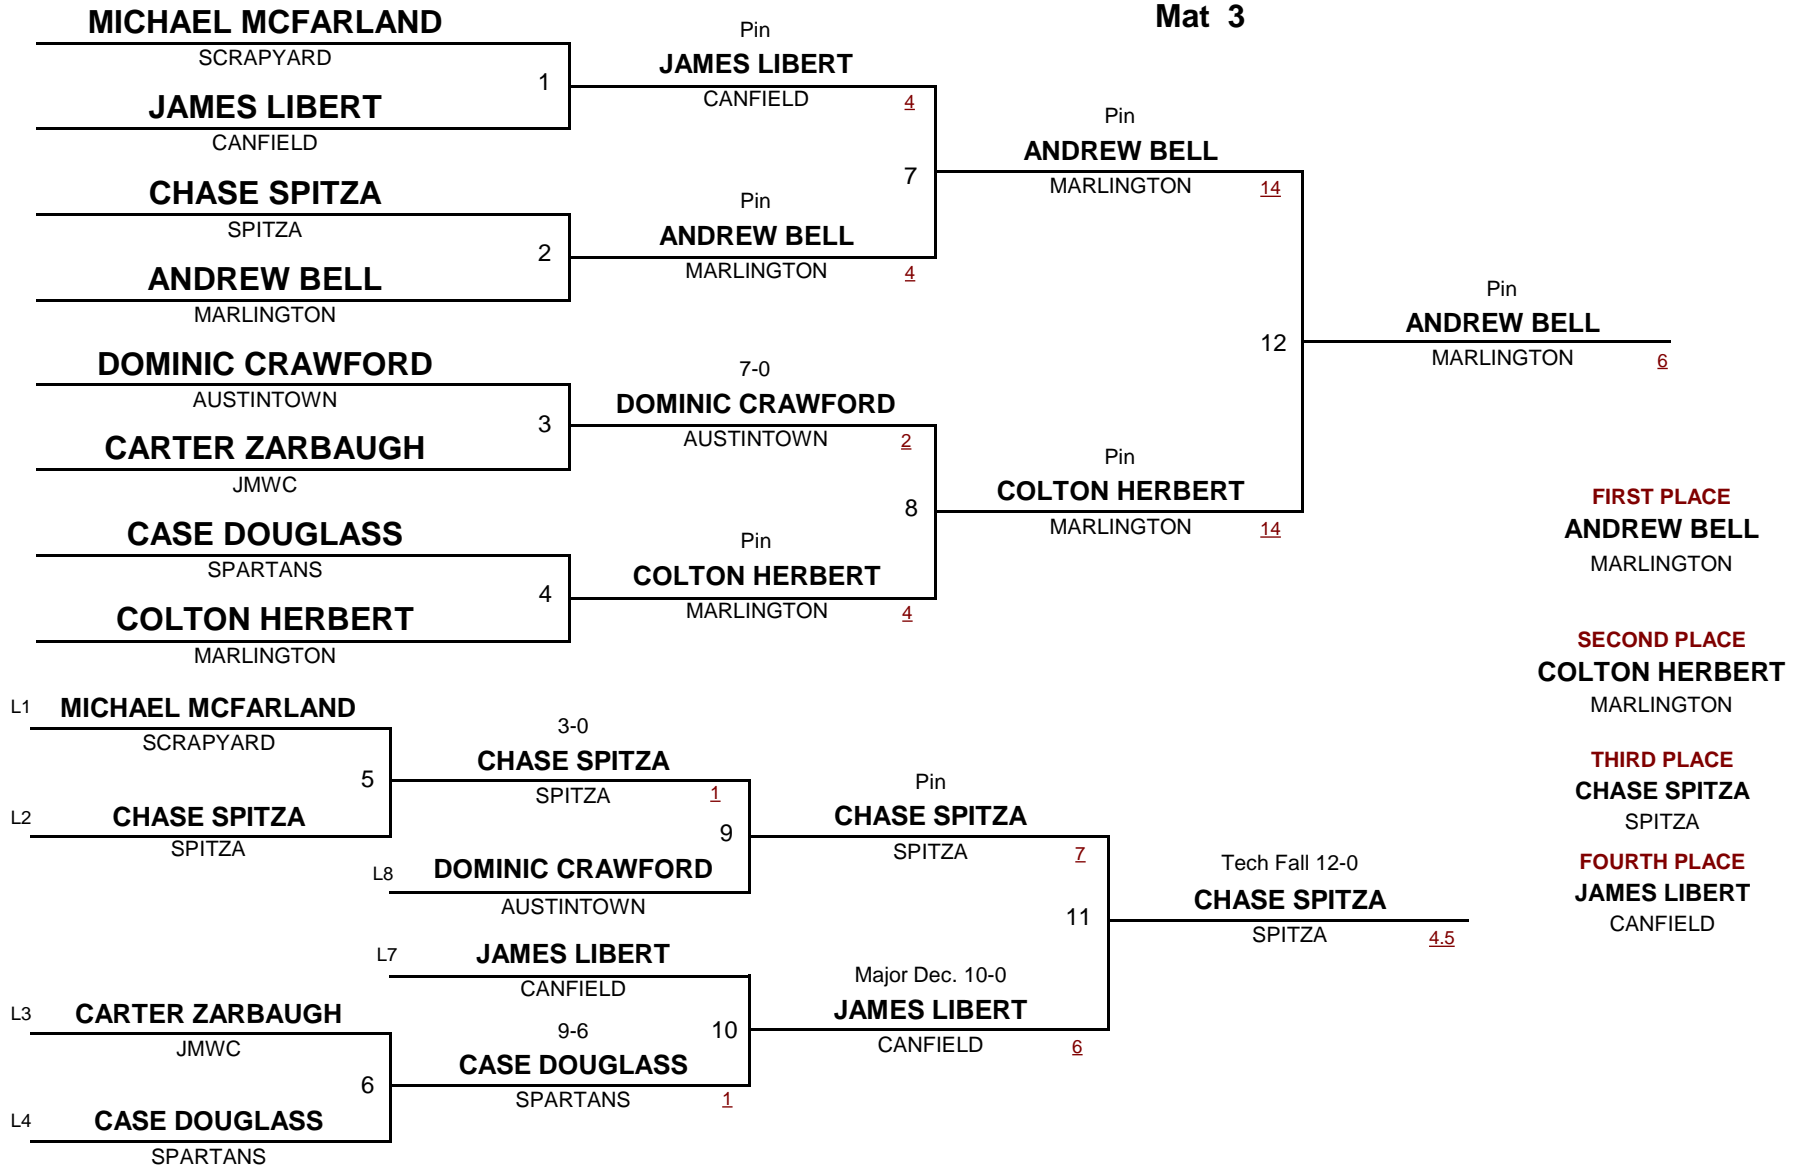 Mat 3
MICHAEL MCFARLAND
SCRAPYARD
1
JAMES LIBERT
CANFIELD
CHASE SPITZA
SPITZA
2
ANDREW BELL
MARLINGTON
DOMINIC CRAWFORD
AUSTINTOWN
3
CARTER ZARBAUGH
JMWC
CASE DOUGLASS
SPARTANS
4
COLTON HERBERT
MARLINGTON
Pin
JAMES LIBERT
CANFIELD 4
7
Pin
ANDREW BELL
MARLINGTON 4
7-0
DOMINIC CRAWFORD
AUSTINTOWN 2
8
Pin
COLTON HERBERT
MARLINGTON 4
Pin
ANDREW BELL
MARLINGTON 14
12
Pin
COLTON HERBERT
MARLINGTON 14
Pin
ANDREW BELL
MARLINGTON 6
L1 MICHAEL MCFARLAND
SCRAPYARD
5
L2 CHASE SPITZA
SPITZA
3-0
CHASE SPITZA
SPITZA 1
9
L8 DOMINIC CRAWFORD
AUSTINTOWN
L7 JAMES LIBERT
CANFIELD
10
L3 CARTER ZARBAUGH
JMWC
6
L4 CASE DOUGLASS
SPARTANS
9-6
CASE DOUGLASS
SPARTANS 1
Pin
CHASE SPITZA
SPITZA 7
11
Major Dec. 10-0
JAMES LIBERT
CANFIELD 6
Tech Fall 12-0
CHASE SPITZA
SPITZA 4.5
FIRST PLACE
ANDREW BELL
MARLINGTON
SECOND PLACE
COLTON HERBERT
MARLINGTON
THIRD PLACE
CHASE SPITZA
SPITZA
FOURTH PLACE
JAMES LIBERT
CANFIELD